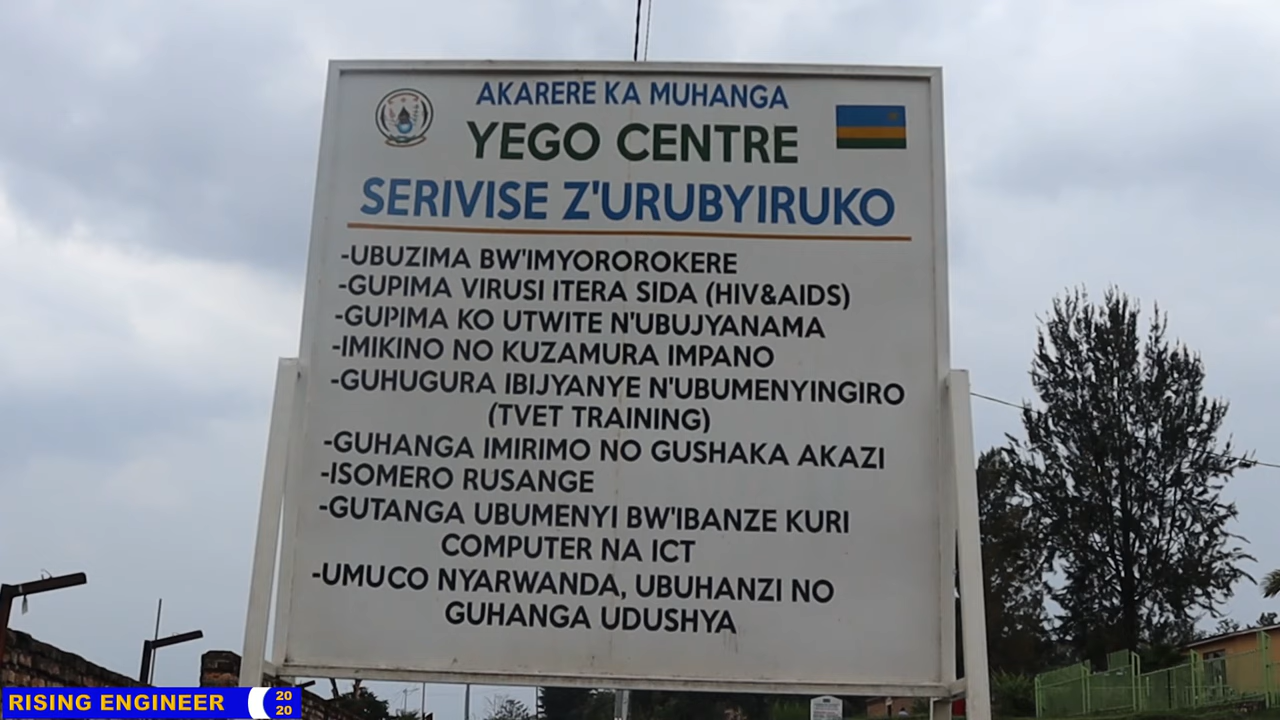 AKARERE KA MUHANGA
YEGO CENTRE
SERIVISE Z'URUBYIRUKO
-UBUZIMA BW'IMYOROROKERE
-GUPIMA VIRUSI ITERA SIDA (HIV&AIDS)
-GUPIMA KO UTWITE N'UBUJYANAMA
-IMIKINO NO KUZAMURA IMPANO
-GUHUGURA IBIJYANYE N'UBUMENYINGIRO
(TVET TRAINING)
-GUHANGA IMIRIMO NO GUSHAKA AKAZI
-ISOMERO RUSANGE
-GUTANGA UBUMENYI BW'IBANZE KURI
COMPUTER NA ICT
-UMUCO NYARWANDA, UBUHANZI NO
GUHANGA UDUSHYA
RISING ENGINEER
20
20